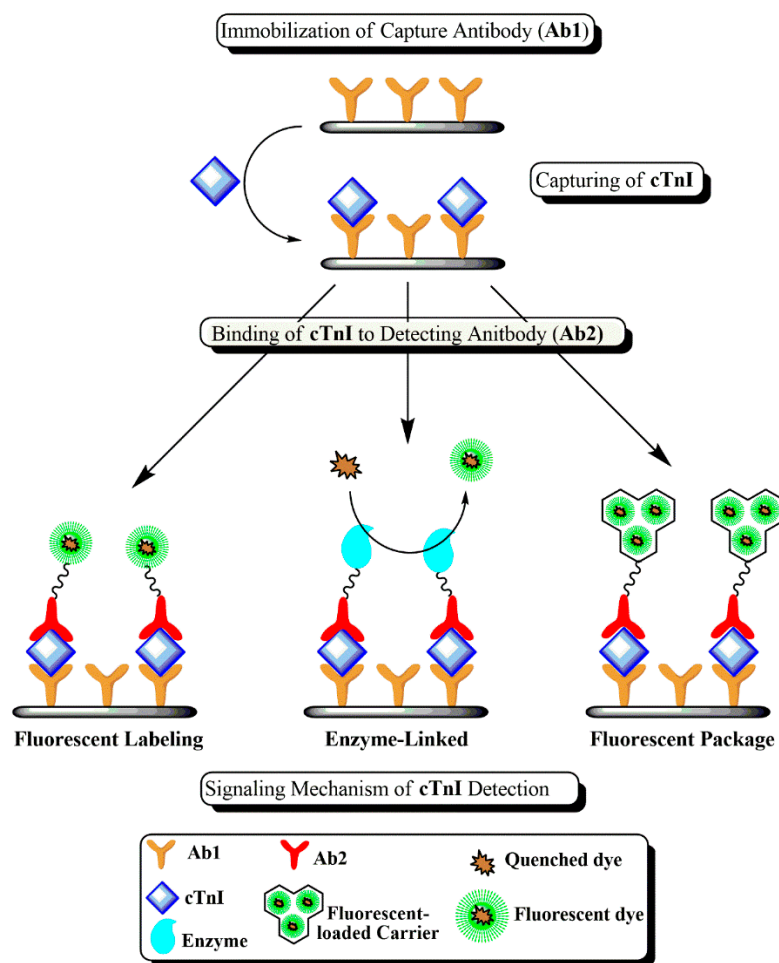 Immobilization of Capture Antibody (Ab1)
Capturing of cTnI
Binding of cTnI to Detecting Anitbody (Ab2)
Fluorescent Labeling
Enzyme-Linked
Fluorescent Package
Signaling Mechanism of cTnI Detection
Ab1
Ab2
Quenched dye
cTnI
Fluorescent-
loaded Carrier
Fluorescent dye
Enzyme